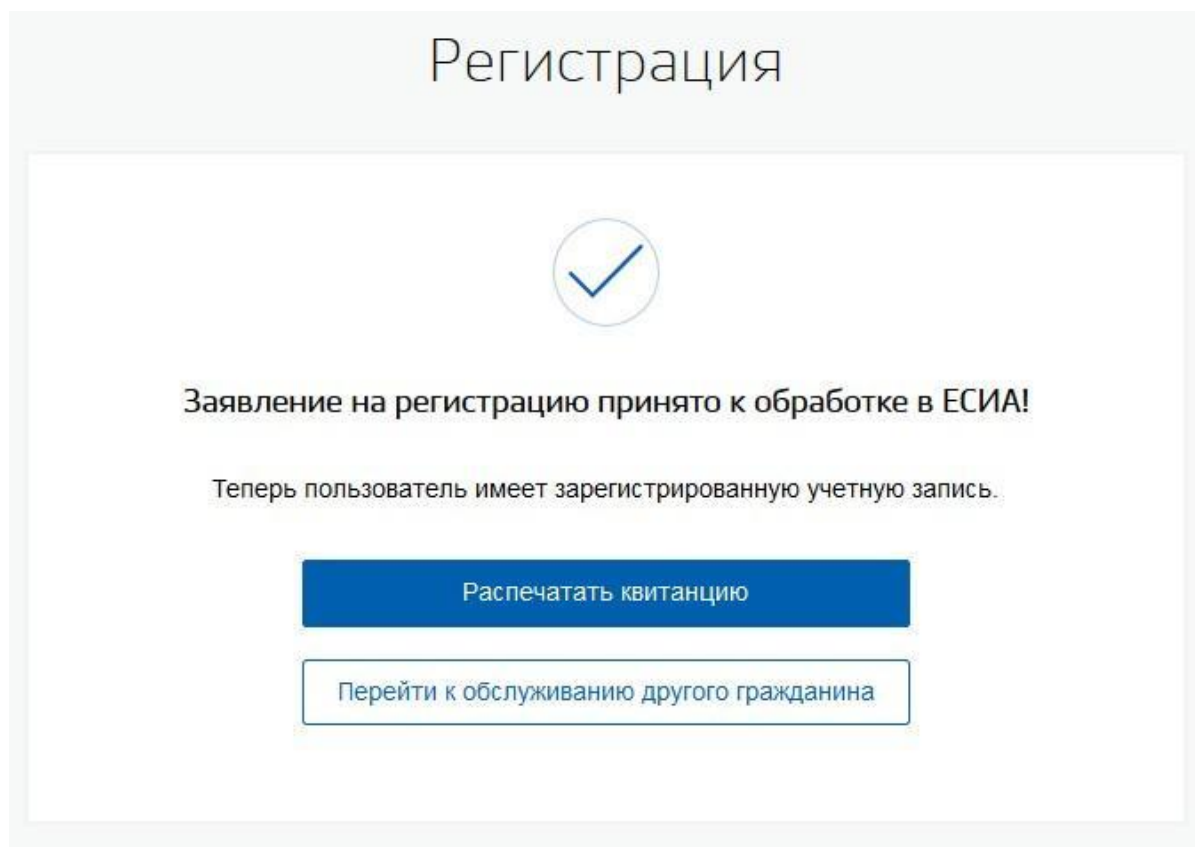 Регистрация
Заявление на регистрацию принято к обработке в ЕСИА!
Теперь пользователь имеет зарегистрированную учетную запись.
Распечатать квитанцию
Перейти к обслуживанию другого гражданина